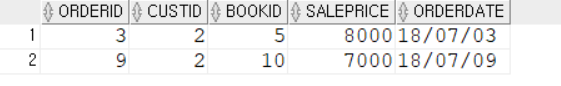 ORDERID CUSTID BOOKID SALEPRICE ORDERDATE
1 3 2 5 8000 18/07/03
2 9 2 10 7000 18/07/09